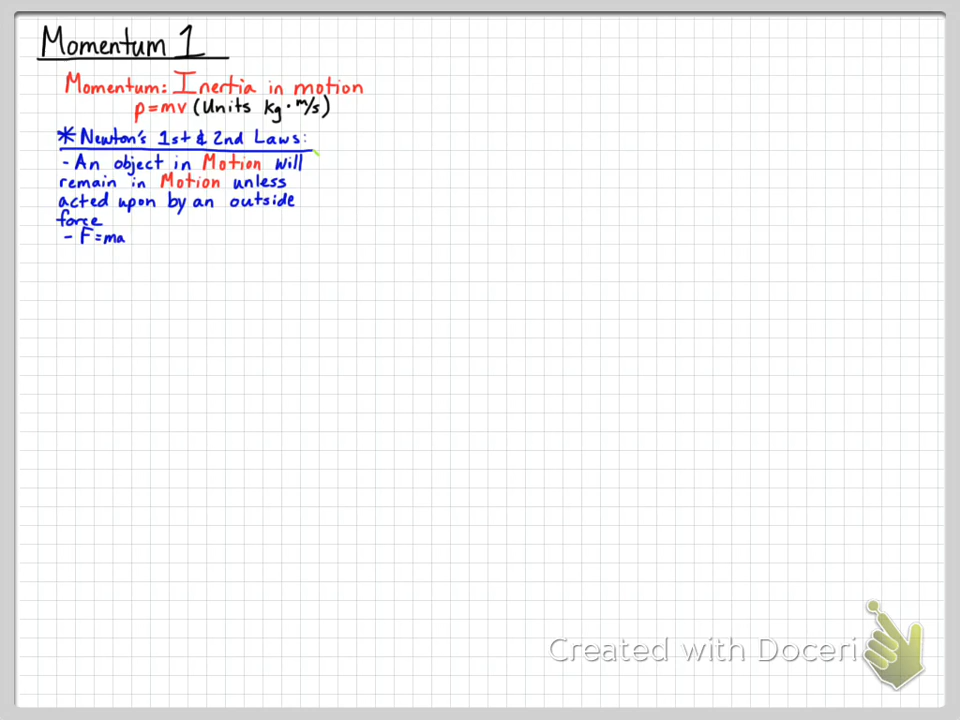 Momentum 1
Momentum: Inertia in motion
p=mv (Units kg·m/s)
*Newton's 1st & 2nd Laws:
- An object in Motion will
remain in Motion unless
acted upon by an outside
force
- F=ma
Created with Doceri